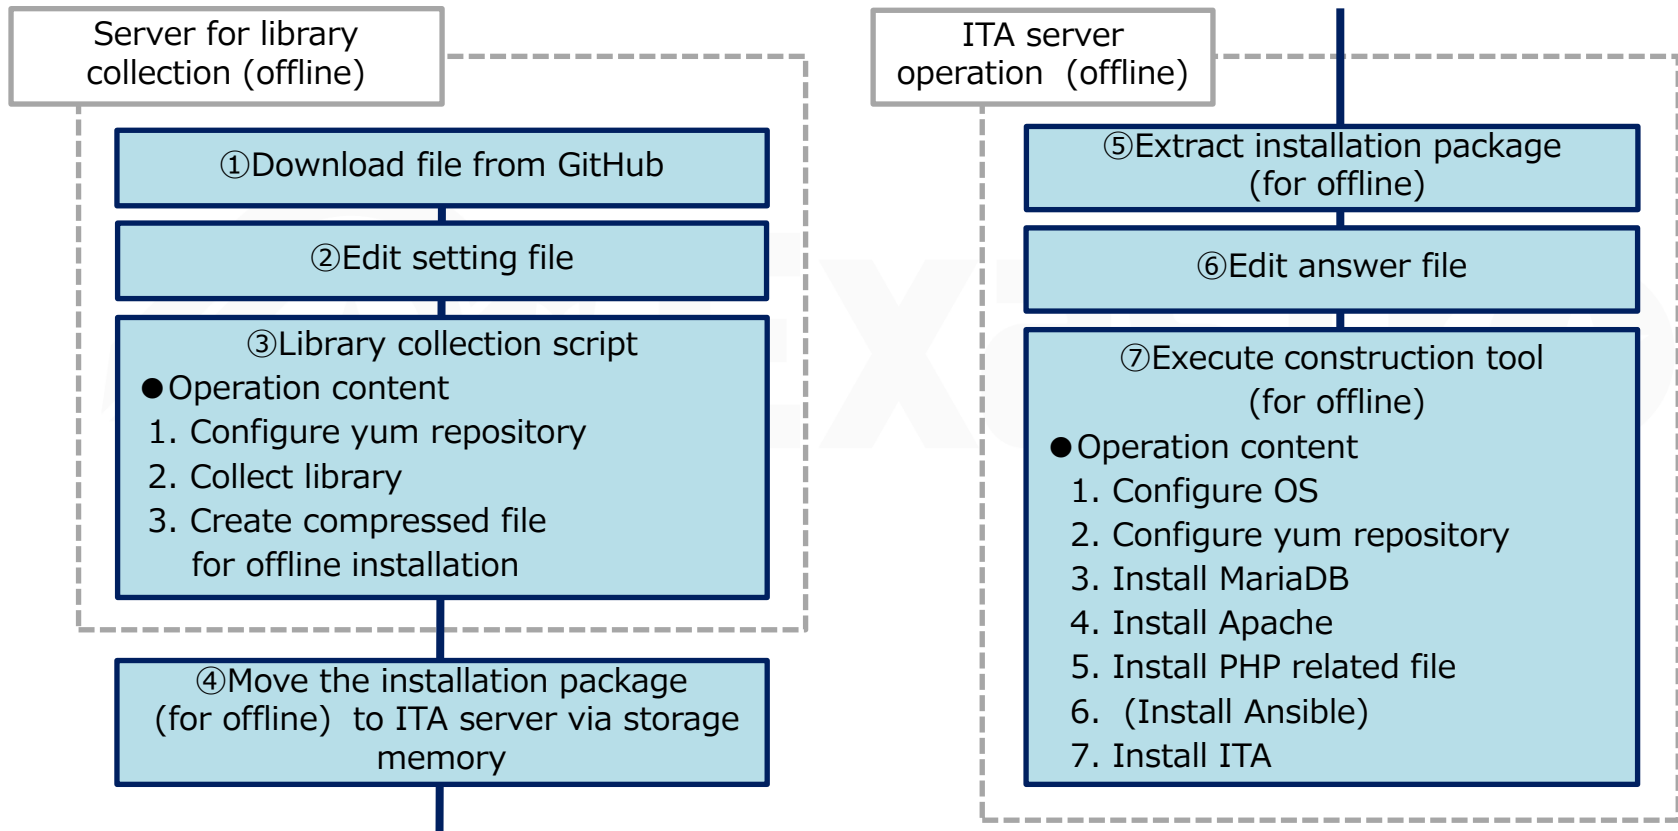 Server for library
collection (offline)
①Download file from GitHub
②Edit setting file
③Library collection script
●Operation content
1. Configure yum repository
2. Collect library
3. Create compressed file
for offline installation
④Move the installation package
(for offline) to ITA server via storage
memory
ITA server
operation (offline)
⑤Extract installation package
(for offline)
⑥Edit answer file
⑦Execute construction tool
(for offline)
●Operation content
1. Configure OS
2. Configure yum repository
3. Install MariaDB
4. Install Apache
5. Install PHP related file
6. (Install Ansible)
7. Install ITA